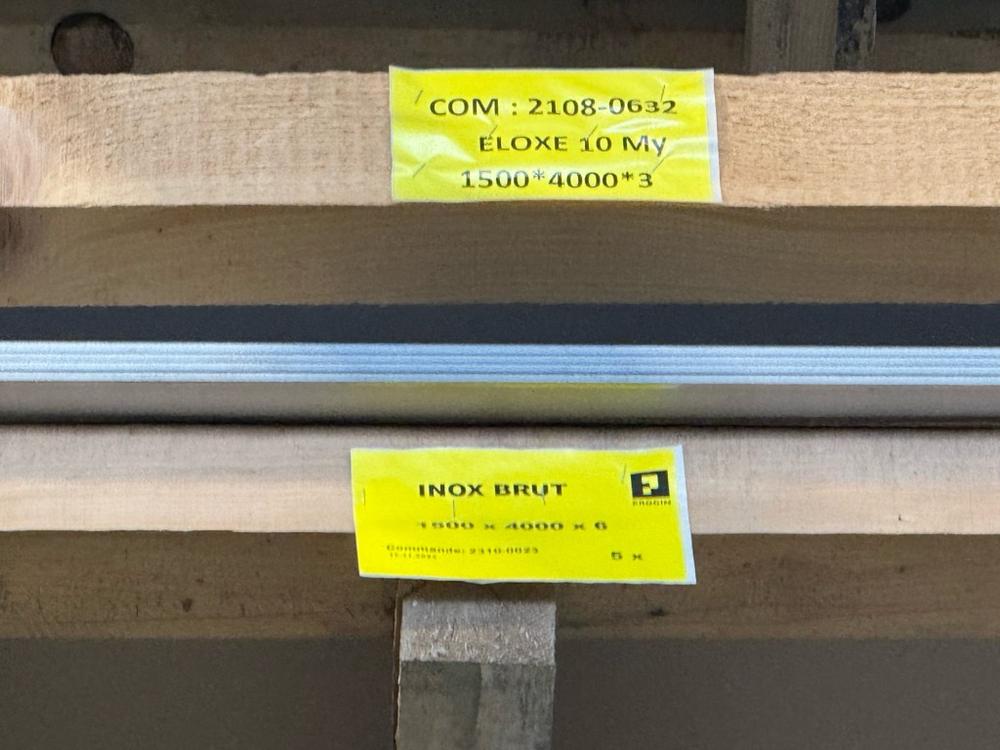 COM : 2108-0632
ELOXE 10 My
1500*4000*3
INOX BRUT
1500 x 4000 x 6
Commande: 2310-0023
5 x